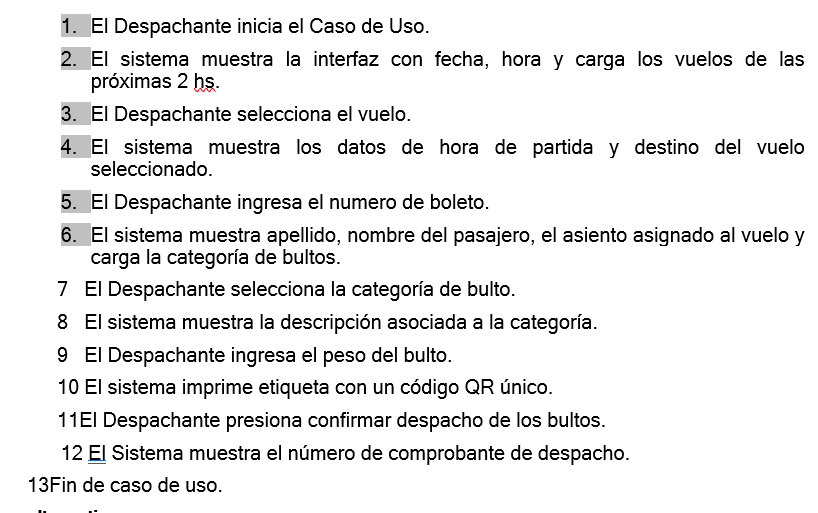 1. El Despachante inicia el Caso de Uso.
2. El sistema muestra la interfaz con fecha, hora y carga los vuelos de las
próximas 2 hs.
3. El Despachante selecciona el vuelo.
4. El sistema muestra los datos de hora de partida y destino del vuelo
seleccionado.
5. El Despachante ingresa el numero de boleto.
6. El sistema muestra apellido, nombre del pasajero, el asiento asignado al vuelo y
carga la categoría de bultos.
7 El Despachante selecciona la categoría de bulto.
8 El sistema muestra la descripción asociada a la categoría.
9 El Despachante ingresa el peso del bulto.
10 El sistema imprime etiqueta con un código QR único.
11El Despachante presiona confirmar despacho de los bultos.
12 El Sistema muestra el número de comprobante de despacho.
13Fin de caso de uso.